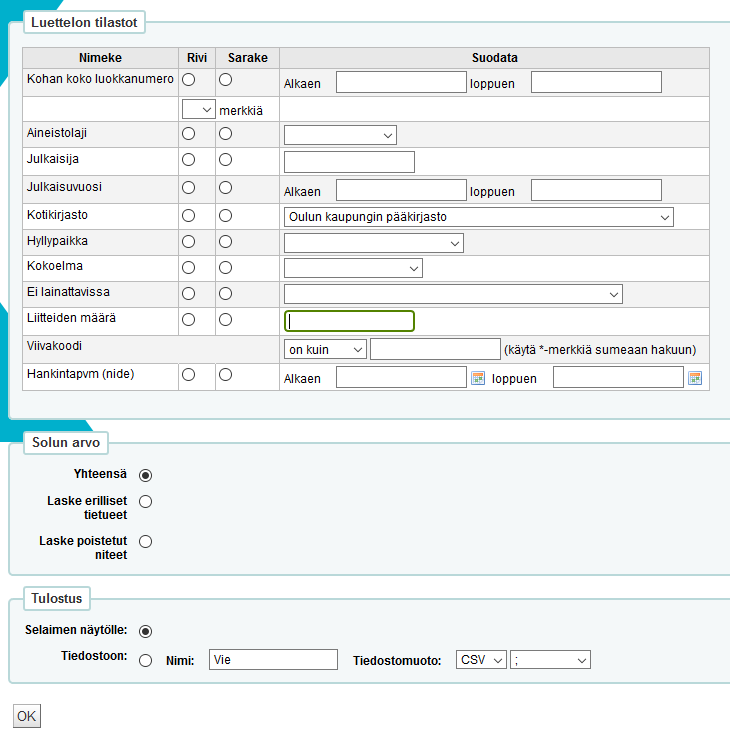 Luettelon tilastot
Nimeke Rivi Sarake Suodata
Kohan koko luokkanumero Alkaen loppuen
merkkiä
Aineistolaji
Julkaisija
Julkaisuvuosi Alkaen loppuen
Kotikirjasto Oulun kaupungin pääkirjasto
Hyllypaikka
Kokoelma
Ei lainattavissa
Liitteiden määrä
Viivakoodi on kuin (käytä *-merkkiä sumeaan hakuun)
Hankintapvm (nide) Alkaen loppuen
Solun arvo
Yhteensä
Laske erilliset
tietueet
Laske poistetut
niteet
Tulostus
Selaimen näytölle:
Tiedostoon: Nimi: Vie Tiedostomuoto: CSV ;
OK